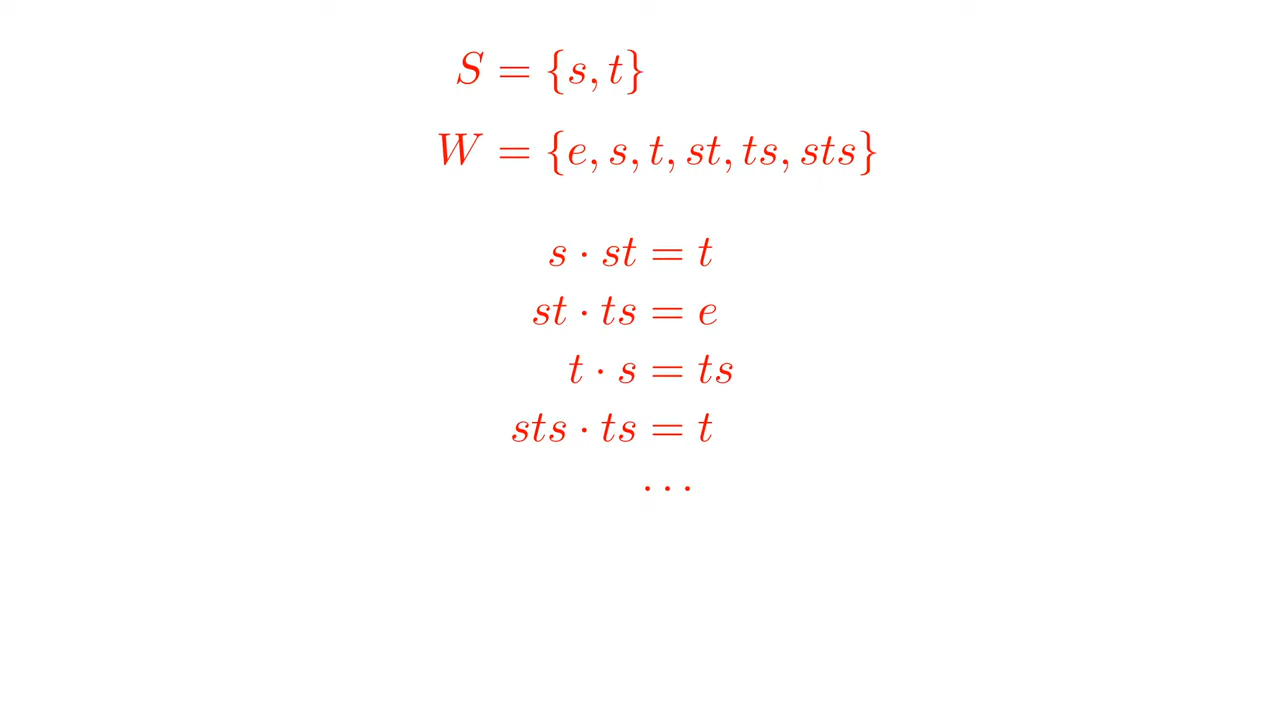 S = {s, t}
W = {e, s, t, st, ts, sts}
s · st = t
st · ts = e
t · s = ts
sts · ts = t
· · ·